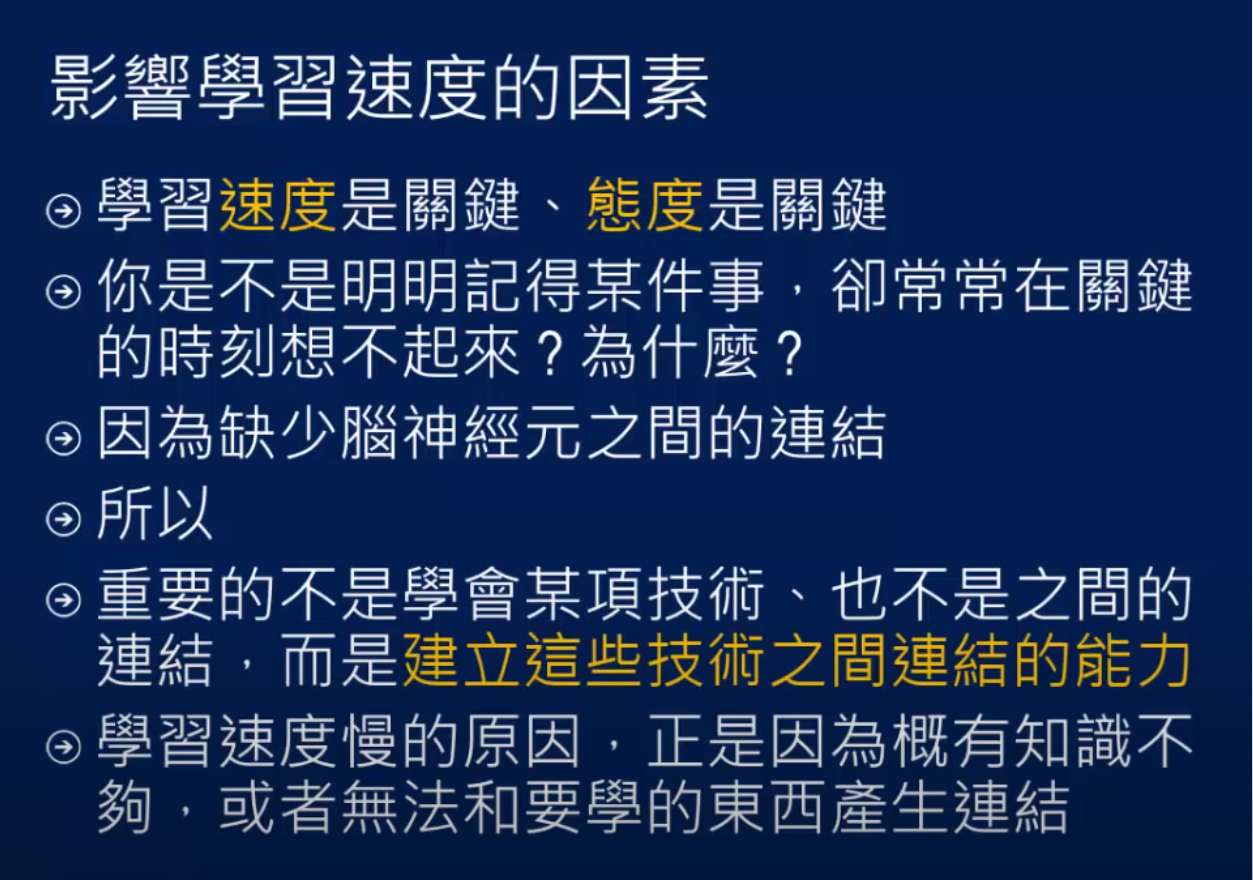 影響學習速度的因素
學習速度是關鍵、態度是關鍵
你是不是明明記得某件事，卻常常在關鍵
的時刻想不起來？為什麼？
因為缺少腦神經元之間的連結
所以
重要的不是學會某項技術、也不是之間的
連結，而是建立這些技術之間連結的能力
學習速度慢的原因，正是因為概有知識不
夠，或者無法和要學的東西產生連結